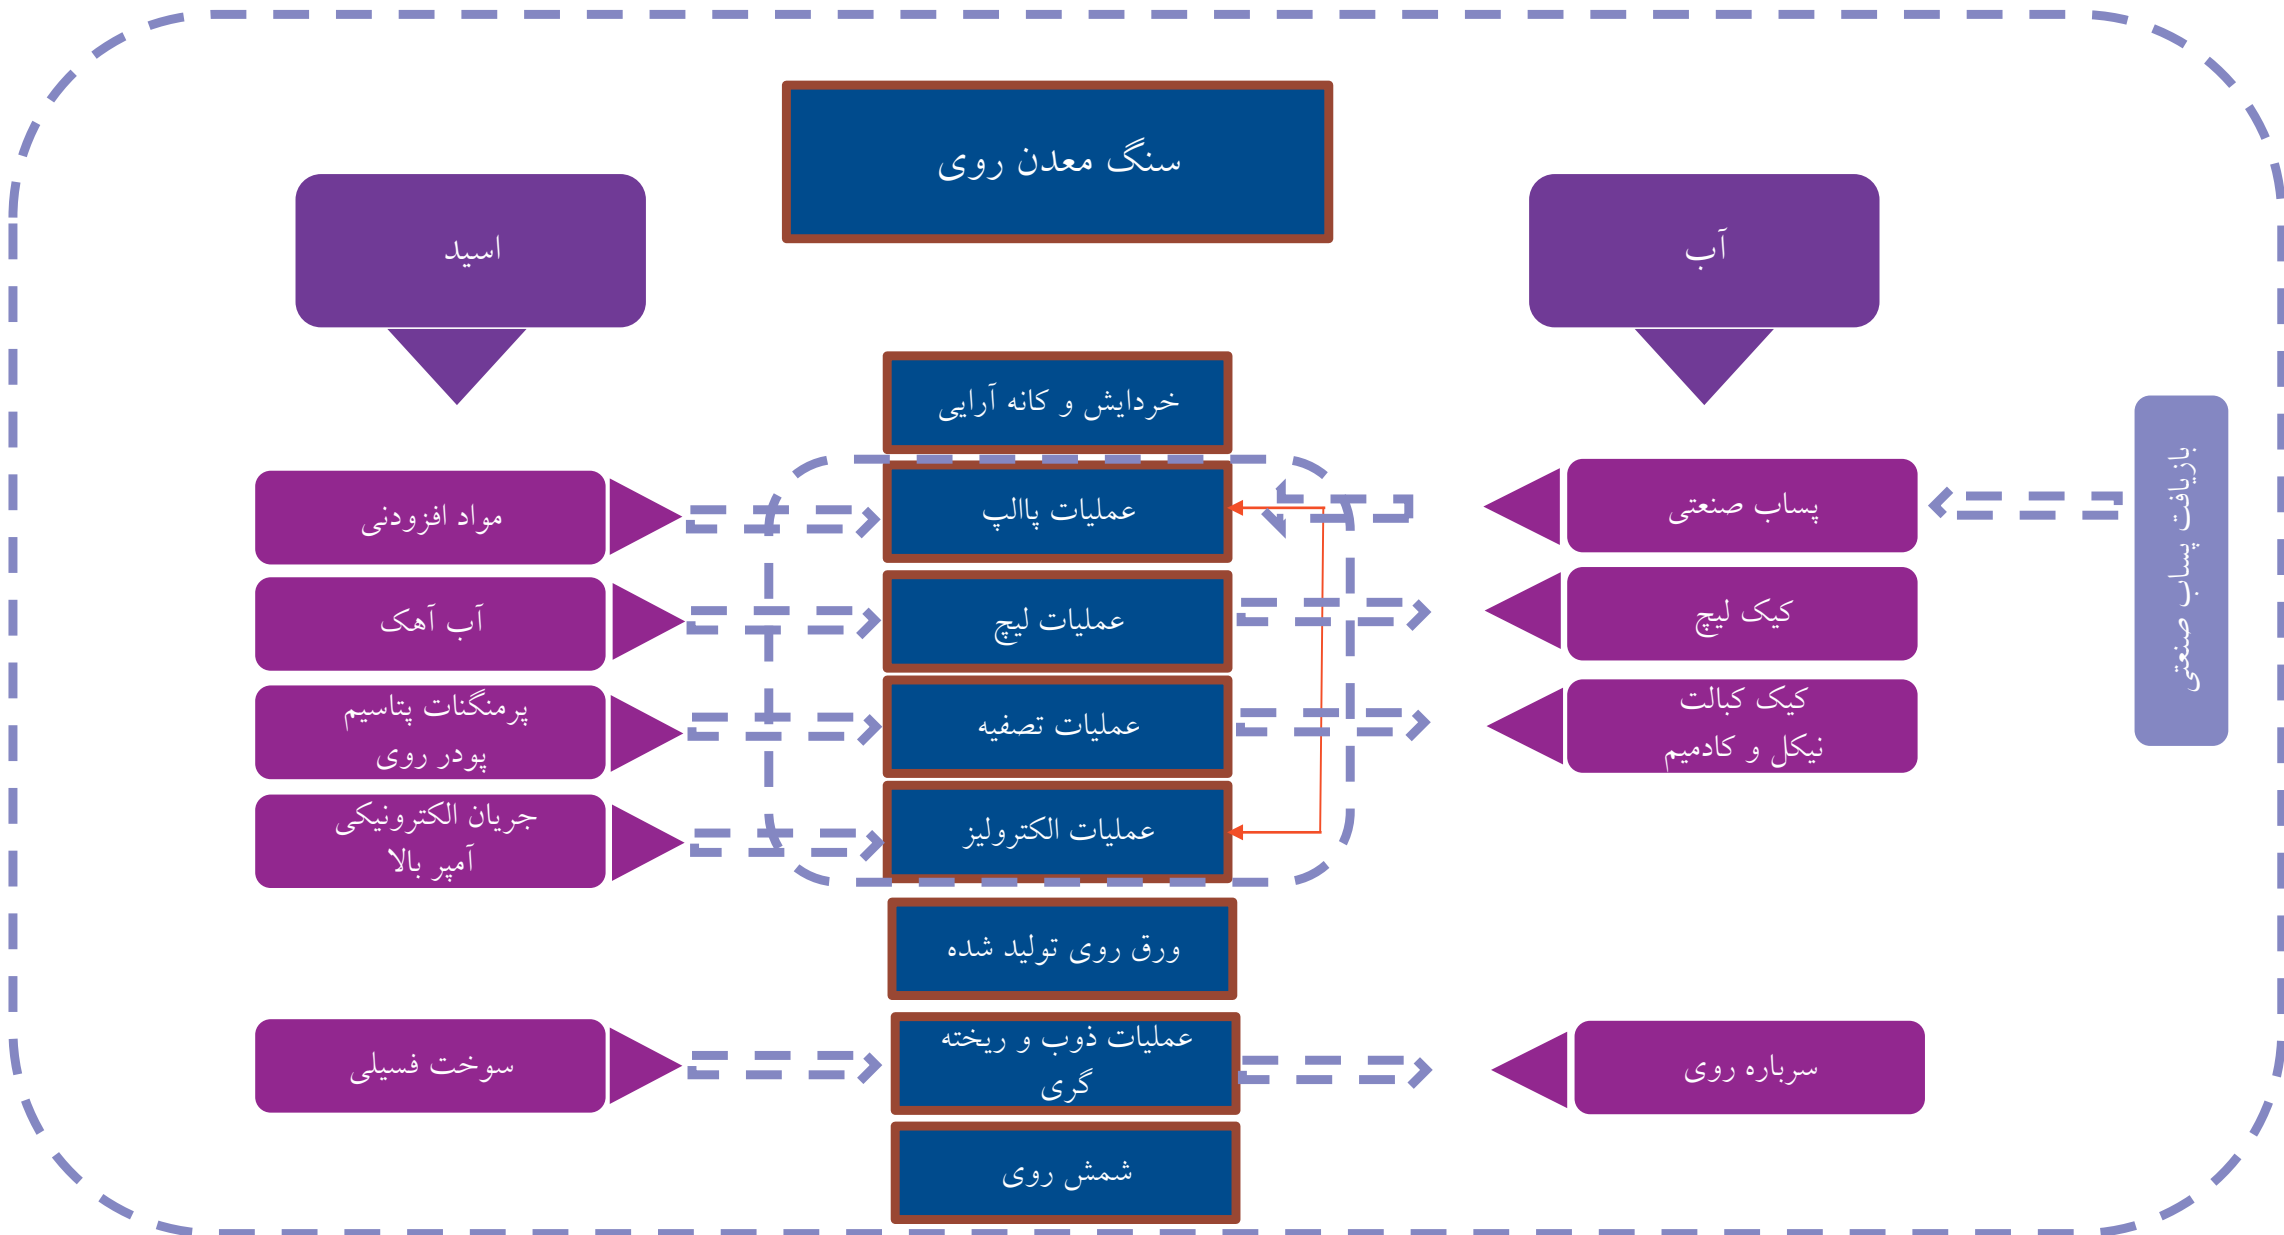 سنگ معدن روی
آب
اسید
خردایش و کانه آرایی
عملیات پاالپ
پساب صنعتی
مواد افزودنی
بازیافت پساب صنعتی
عملیات لیچ
کیک لیچ
آب آهک
عملیات تصفیه
کیک کبالت
نیکل و کادمیم
پرمنگنات پتاسیم
پودر روی
عملیات الکترولیز
جریان الکترونیکی
آمپر بالا
ورق روی تولید شده
عملیات ذوب و ریخته
گری
سرباره روی
سوخت فسیلی
شمش روی